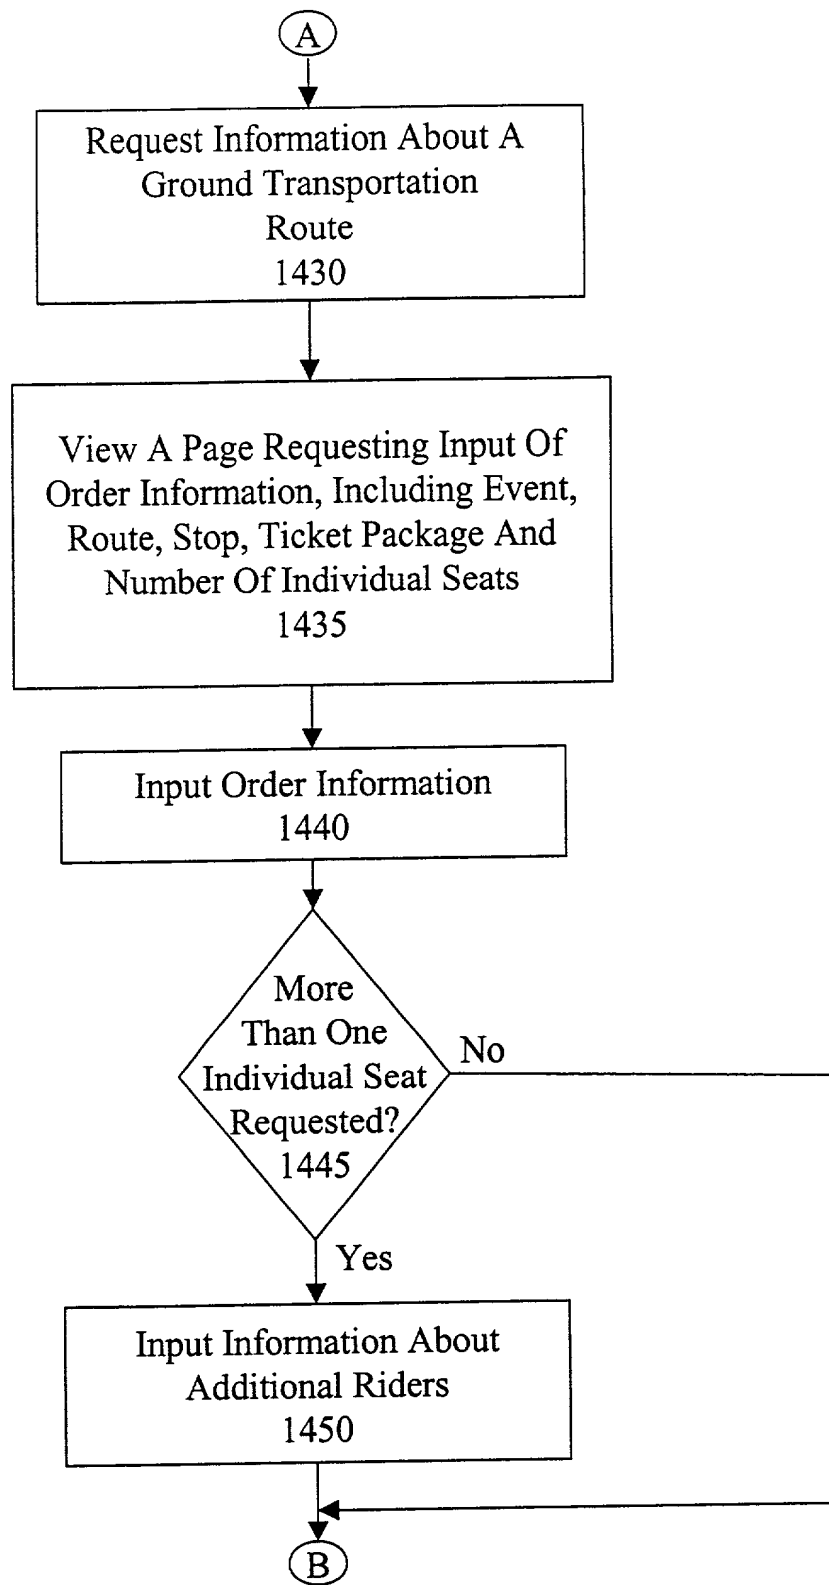 A
Request Information About A
Ground Transportation
Route
1430
View A Page Requesting Input Of
Order Information, Including Event,
Route, Stop, Ticket Package And
Number Of Individual Seats
1435
Input Order Information
1440
More
Than One
Individual Seat
Requested?
1445
No
Yes
Input Information About
Additional Riders
1450
B